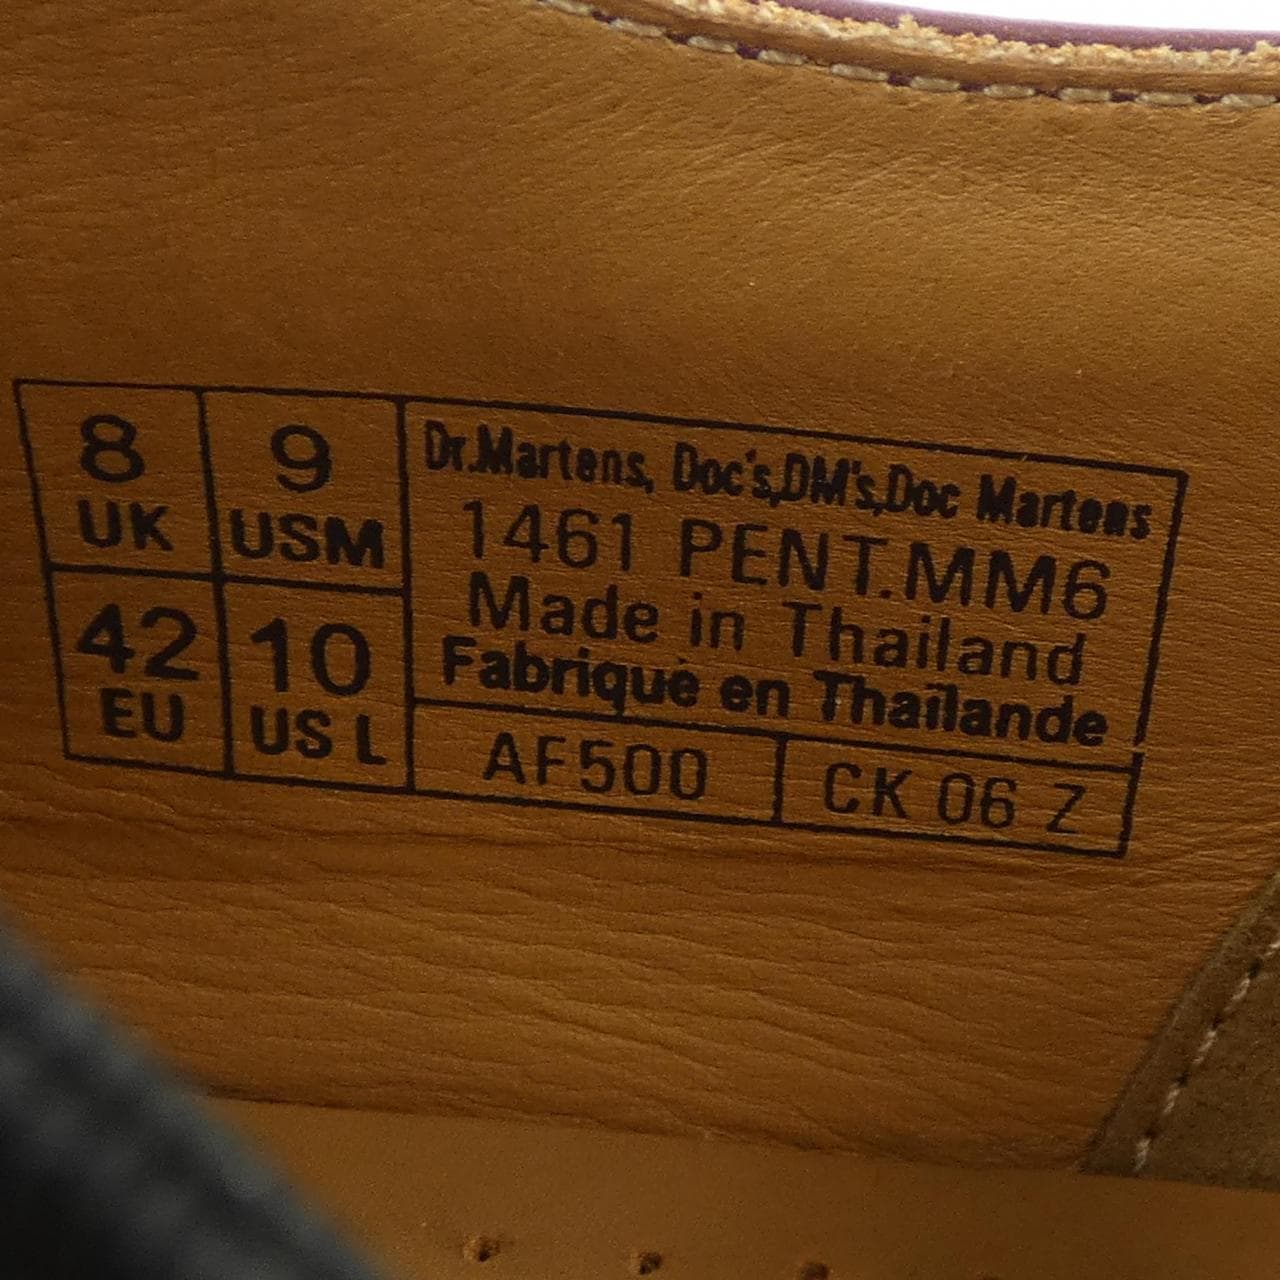 8 UK
9 USM
42 EU
10 US L
Dr.Martens, Doc's,DM's,Doc Martens
1461 PENT.MM6
Made in Thailand
Fabriquè en Thaïlande
AF500
CK 06 Z